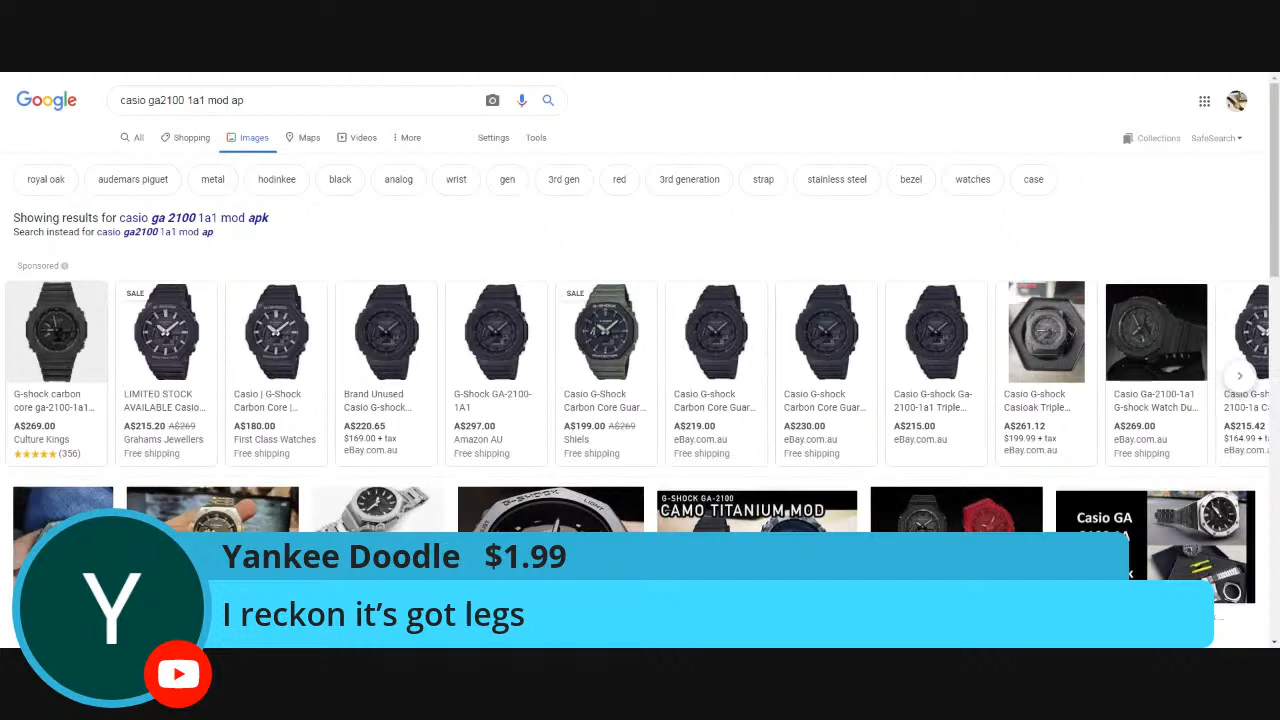 Google
casio ga2100 1a1 mod ap
All Shopping Images Maps Videos More Settings Tools
Collections SafeSearch
royal oak audemars piguet metal hodinkee black analog wrist gen 3rd gen red 3rd generation strap stainless steel bezel watches case
Showing results for casio ga 2100 1a1 mod apk
Search instead for casio ga2100 1a1 mod ap
Sponsored
G-shock carbon
core ga-2100-1a1...
A$269.00
Culture Kings
(356)
SALE
LIMITED STOCK
AVAILABLE Casio...
A$215.20 A$269
Grahams Jewellers
Free shipping
Casio | G-Shock
Carbon Core |...
A$180.00
First Class Watches
Free shipping
Brand Unused
Casio G-shock...
A$220.65
$169.00 + tax
eBay.com.au
G-Shock GA-2100-
1A1
A$297.00
Amazon AU
Free shipping
SALE
Casio G-Shock
Carbon Core Guar...
A$199.00 A$269
Shiels
Free shipping
Casio G-shock
Carbon Core Guar...
A$219.00
eBay.com.au
Free shipping
Casio G-shock
Carbon Core Guar...
A$230.00
eBay.com.au
Free shipping
Casio G-shock Ga-
2100-1a1 Triple...
A$215.00
eBay.com.au
Free shipping
Casio G-shock
Casioak Triple...
A$261.12
$199.99 + tax
eBay.com.au
Casio Ga-2100-1a1
G-shock Watch Du...
A$269.00
eBay.com.au
Free shipping
Casio G-sh
2100-1a Ca
A$215.42
$164.99 + t
eBay.com.a
G-SHOCK
LIGHT
G-SHOCK GA-2100
CAMO TITANIUM MOD
Casio GA
Yankee Doodle $1.99
I reckon it’s got legs
Y